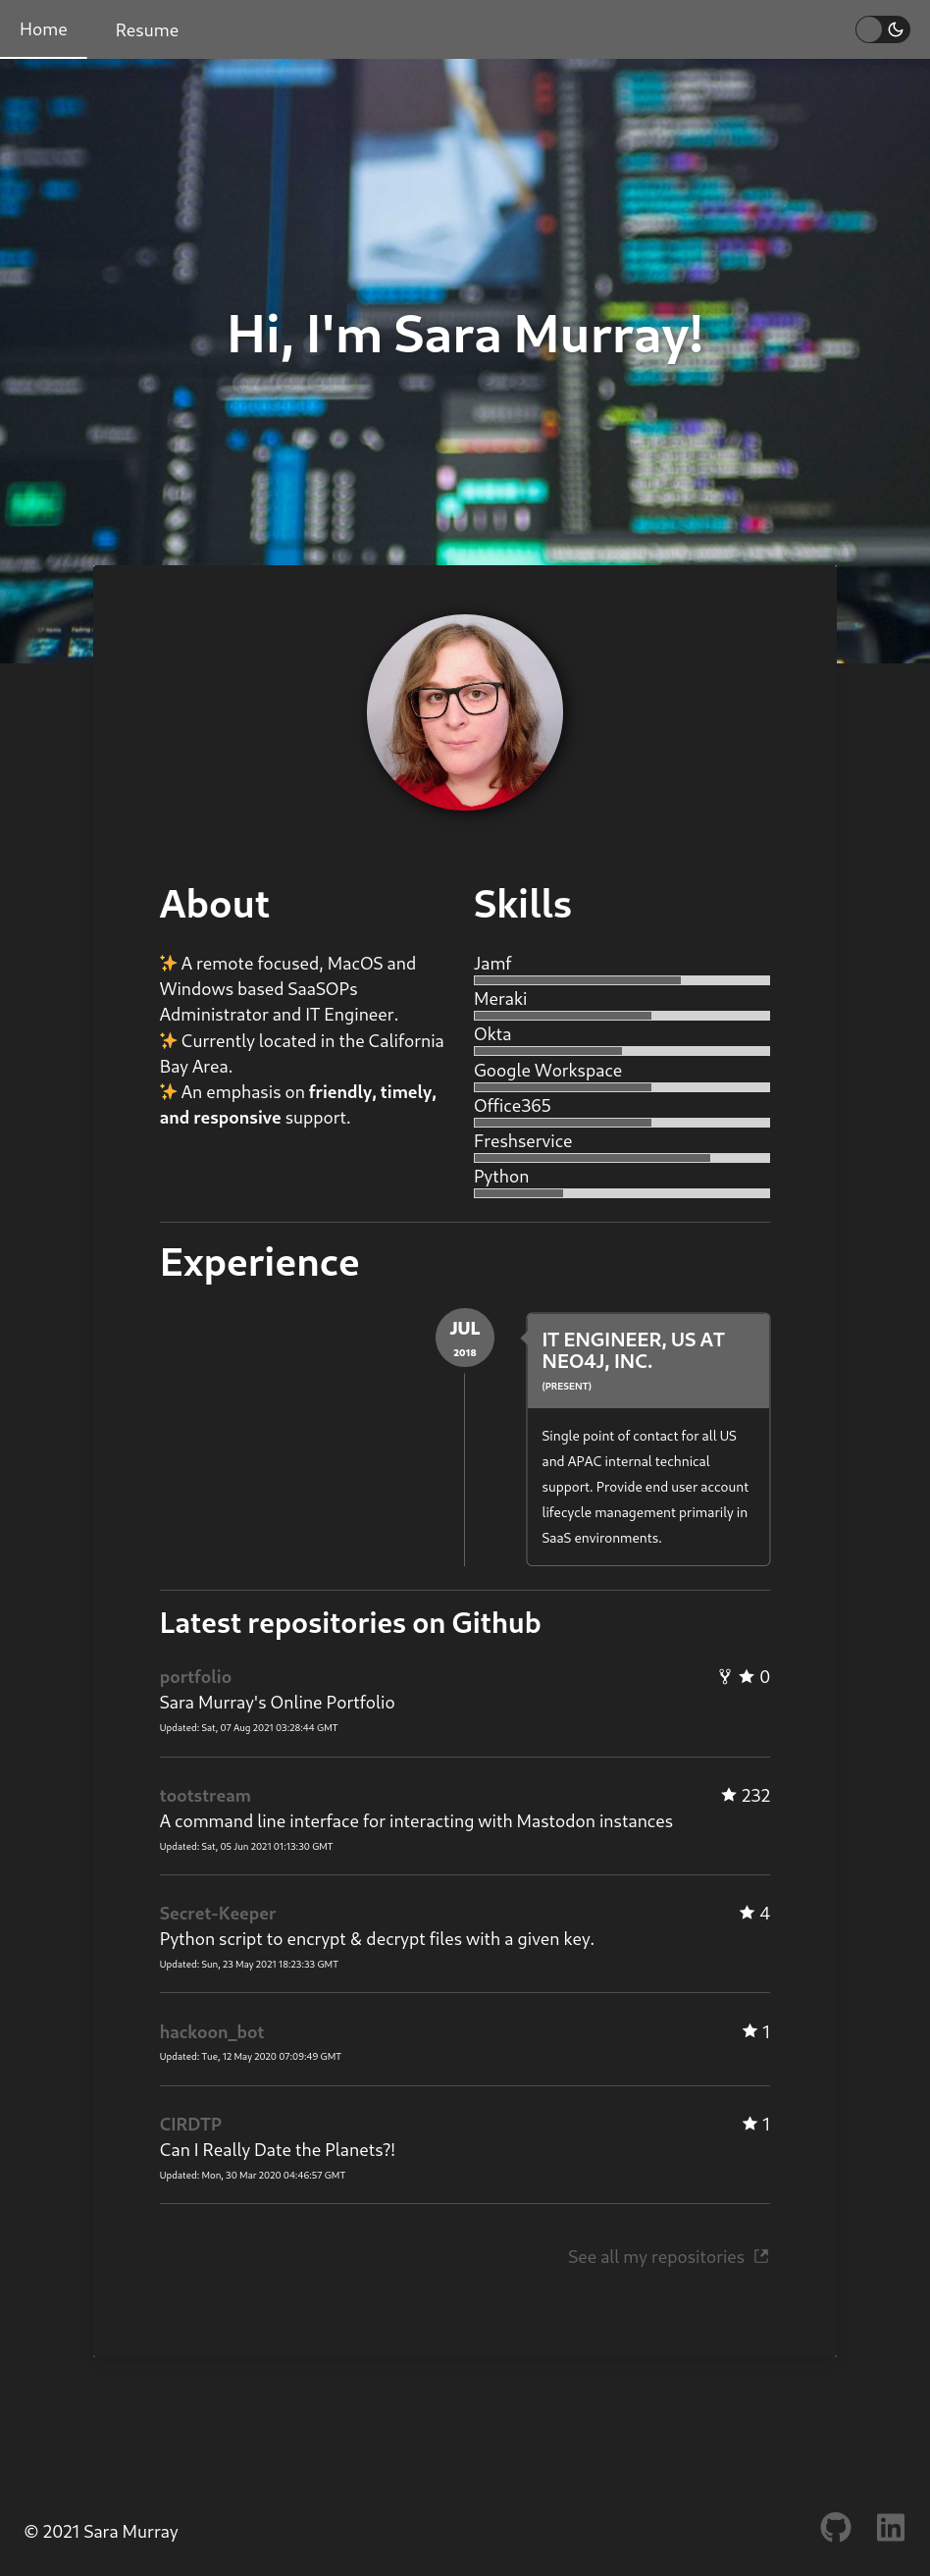 Home
Resume
Hi, I'm Sara Murray!
About
✨ A remote focused, MacOS and
Windows based SaaSOPs
Administrator and IT Engineer.
✨ Currently located in the California
Bay Area.
✨ An emphasis on friendly, timely,
and responsive support.
Skills
Jamf
Meraki
Okta
Google Workspace
Office365
Freshservice
Python
Experience
JUL
2018
IT ENGINEER, US AT
NEO4J, INC.
(PRESENT)
Single point of contact for all US
and APAC internal technical
support. Provide end user account
lifecycle management primarily in
SaaS environments.
Latest repositories on Github
portfolio ★ 0
Sara Murray's Online Portfolio
Updated: Sat, 07 Aug 2021 03:28:44 GMT
tootstream ★ 232
A command line interface for interacting with Mastodon instances
Updated: Sat, 05 Jun 2021 01:13:30 GMT
Secret-Keeper ★ 4
Python script to encrypt & decrypt files with a given key.
Updated: Sun, 23 May 2021 18:23:33 GMT
hackoon_bot ★ 1
Updated: Tue, 12 May 2020 07:09:49 GMT
CIRDTP ★ 1
Can I Really Date the Planets?!
Updated: Mon, 30 Mar 2020 04:46:57 GMT
See all my repositories
© 2021 Sara Murray